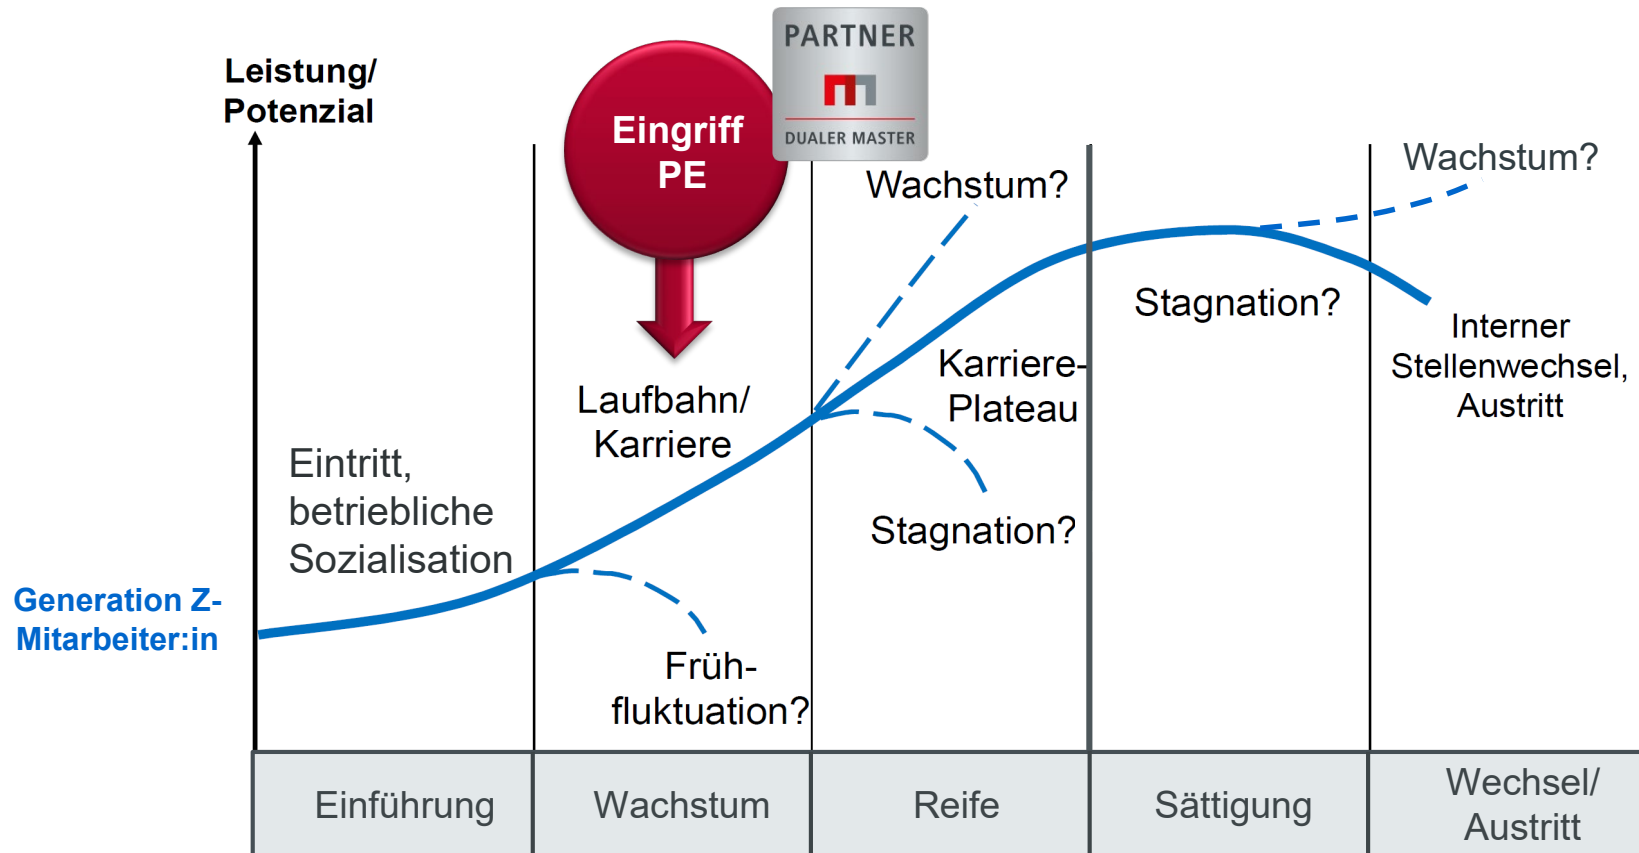 Leistung/
Potenzial
Eingriff
PE
PARTNER
DUALER MASTER
Wachstum?
Wachstum?
Stagnation?
Interner
Stellenwechsel,
Austritt
Karriere-
Plateau
Laufbahn/
Karriere
Eintritt,
betriebliche
Sozialisation
Stagnation?
Generation Z-
Mitarbeiter:in
Früh-
fluktuation?
Einführung
Wachstum
Reife
Sättigung
Wechsel/
Austritt